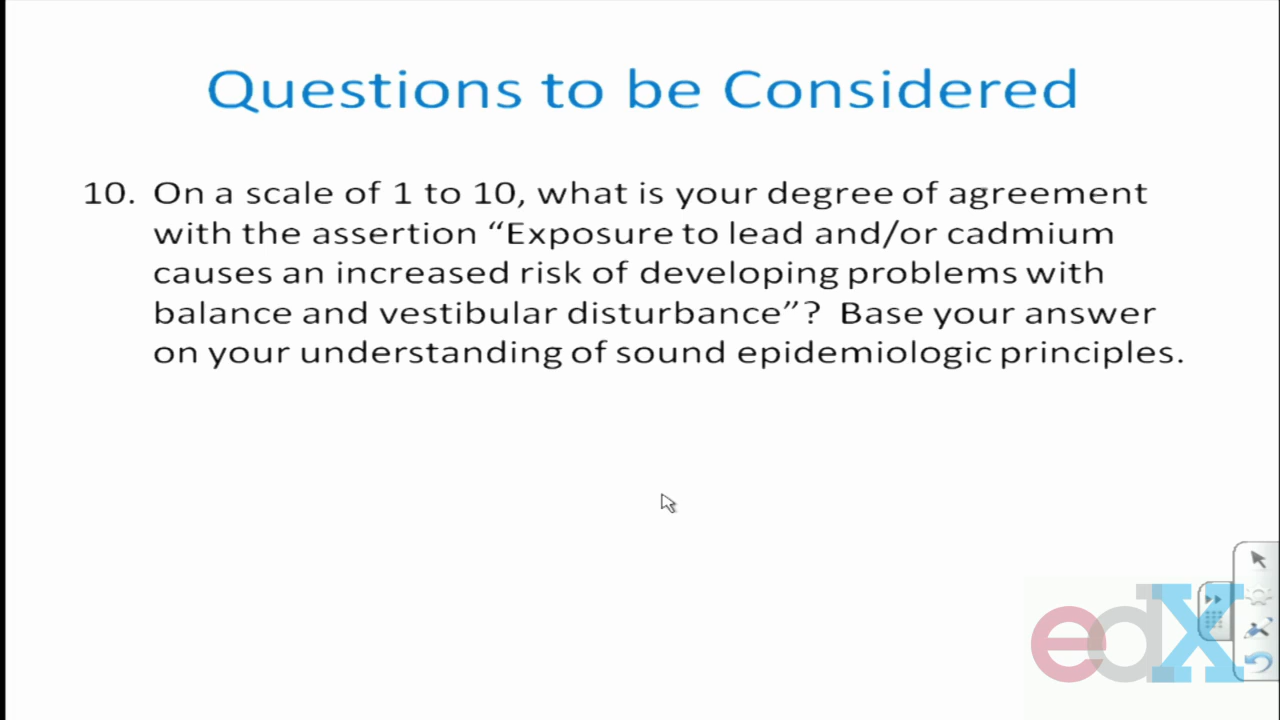 Questions to be Considered
10. On a scale of 1 to 10, what is your degree of agreement
with the assertion “Exposure to lead and/or cadmium
causes an increased risk of developing problems with
balance and vestibular disturbance”? Base your answer
on your understanding of sound epidemiologic principles.
edX